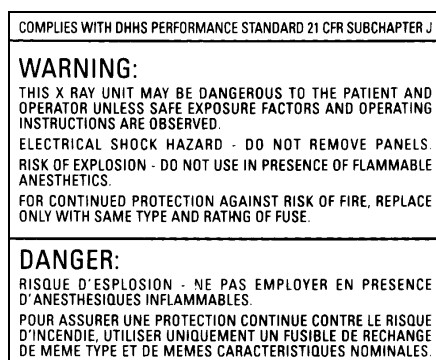 COMPLIES WITH DHHS PERFORMANCE STANDARD 21 CFR SUBCHAPTER J
WARNING:
THIS X RAY UNIT MAY BE DANGEROUS TO THE PATIENT AND
OPERATOR UNLESS SAFE EXPOSURE FACTORS AND OPERATING
INSTRUCTIONS ARE OBSERVED.
ELECTRICAL SHOCK HAZARD - DO NOT REMOVE PANELS.
RISK OF EXPLOSION - DO NOT USE IN PRESENCE OF FLAMMABLE
ANESTHETICS.
FOR CONTINUED PROTECTION AGAINST RISK OF FIRE, REPLACE
ONLY WITH SAME TYPE AND RATING OF FUSE.
DANGER:
RISQUE D'ESPLOSION - NE PAS EMPLOYER EN PRESENCE
D'ANESTHESIQUES INFLAMMABLES.
POUR ASSURER UNE PROTECTION CONTINUE CONTRE LE RISQUE
D'INCENDIE, UTILISER UNIQUEMENT UN FUSIBLE DE RECHANGE
DE MEME TYPE ET DE MEMES CARACTERISTIQUES NOMINALES.